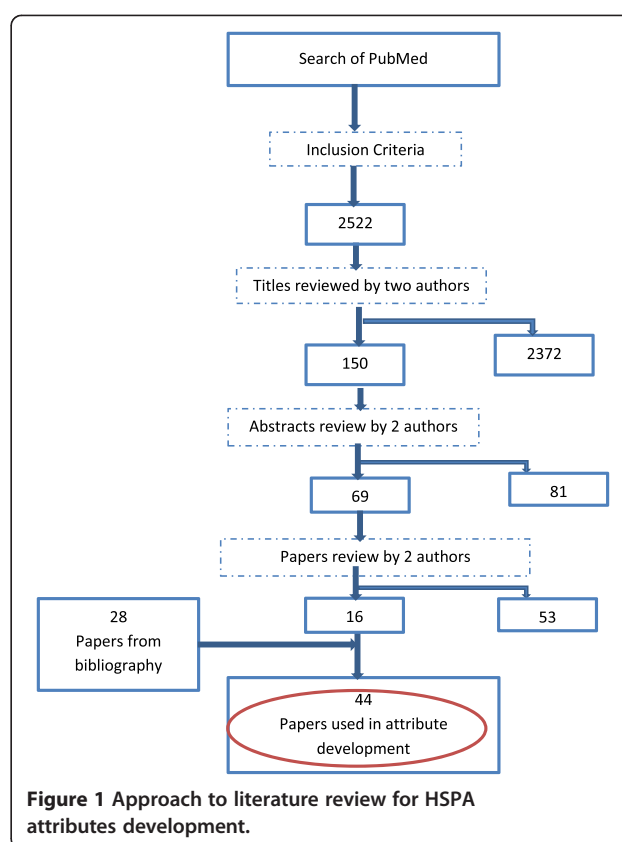 Search of PubMed
Inclusion Criteria
2522
Titles reviewed by two authors
150
2372
Abstracts review by 2 authors
69
81
Papers review by 2 authors
28
Papers from
bibliography
16
53
44
Papers used in attribute
development
Figure 1 Approach to literature review for HSPA
attributes development.